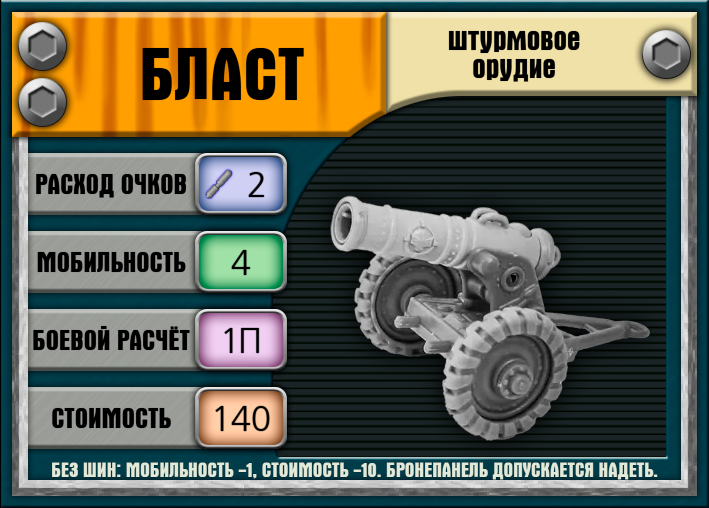 БЛАСТ
ШТУРМОВОЕ
ОРУДИЕ
РАСХОД ОЧКОВ 2
МОБИЛЬНОСТЬ 4
БОЕВОЙ РАСЧЁТ 1П
СТОИМОСТЬ 140
БЕЗ ШИН: МОБИЛЬНОСТЬ –1, СТОИМОСТЬ –10. БРОНЕПАНЕЛЬ ДОПУСКАЕТСЯ НАДЕТЬ.